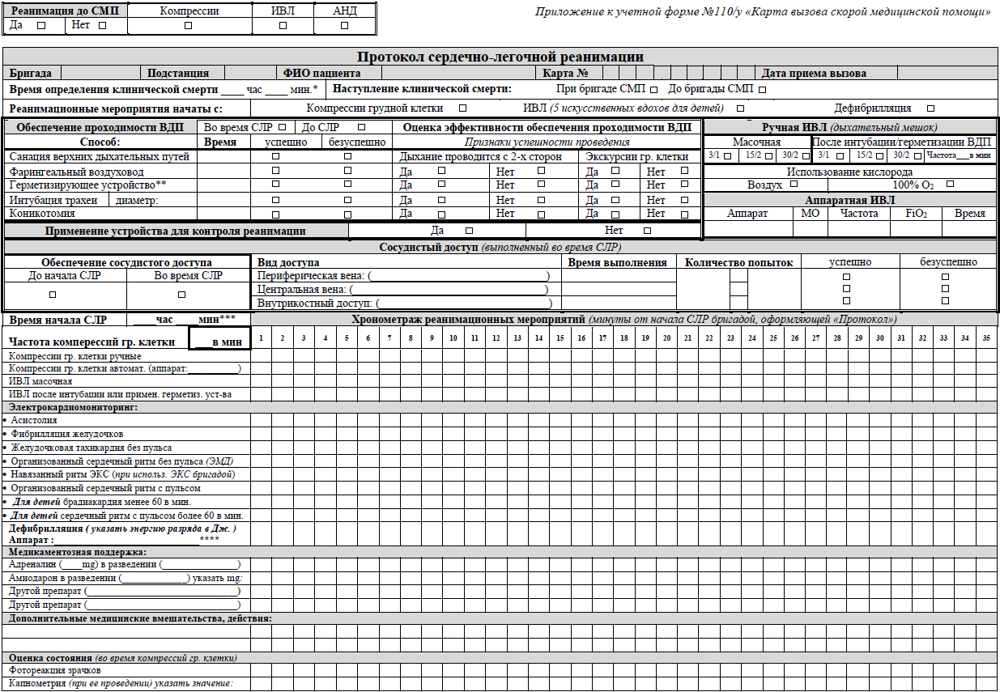 Реанимация до СМП Компрессии ИВЛ АНД
Да □ Нет □ □ □ □
Приложение к учетной форме №110/у «Карта вызова скорой медицинской помощи»
Протокол сердечно-легочной реанимации
Бригада Подстанция ФИО пациента Карта № Дата приема вызова
Время определения клинической смерти ____ час ____ мин.* Наступление клинической смерти: При бригаде СМП □ До бригады СМП □
Реанимационные мероприятия начаты с: Компрессии грудной клетки □ ИВЛ (5 искусственных вдохов для детей) □ Дефибрилляция □
Обеспечение проходимости ВДП Во время СЛР □ До СЛР □ Оценка эффективности обеспечения проходимости ВДП Ручная ИВЛ (дыхательный мешок)
Способ: Время успешно безуспешно Признаки успешности проведения Масочная После интубации/герметизации ВДП
Санация верхних дыхательных путей □ □ Дыхание проводится с 2-х сторон Экскурсии гр. клетки 3/1 □ 15/2 □ 30/2 □ 3/1 □ 15/2 □ 30/2 □ Частота___в мин
Фарингеальный воздуховод □ □ Да □ Нет □ Да □ Нет □ Использование кислорода
Герметизирующее устройство** □ □ Да □ Нет □ Да □ Нет □ Воздух □ 100% O2 □
Интубация трахеи диаметр: □ □ Да □ Нет □ Да □ Нет □ Аппаратная ИВЛ
Коникотомия □ □ Да □ Нет □ Да □ Нет □ Аппарат МО Частота FiO2 Время
Применение устройства для контроля реанимации Да □ Нет □
Сосудистый доступ (выполненный во время СЛР)
Обеспечение сосудистого доступа Вид доступа Время выполнения Количество попыток успешно безуспешно
До начала СЛР Во время СЛР Периферическая вена: (__________) □ □
□ □ Центральная вена: (__________) □ □
Внутрикостный доступ: (__________) □ □
Время начала СЛР ____час ____мин*** Хронометраж реанимационных мероприятий (минуты от начала СЛР бригадой, оформляющей «Протокол»)
Частота комперессий гр. клетки ___в мин 1 2 3 4 5 6 7 8 9 10 11 12 13 14 15 16 17 18 19 20 21 22 23 24 25 26 27 28 29 30 31 32 33 34 35
Компрессии гр. клетки ручные
Компрессии гр. клетки автомат. (аппарат:__________)
ИВЛ масочная
ИВЛ после интубации или примен. герметиз. уст-ва
Электрокардиомониторинг:
• Асистолия
• Фибрилляция желудочков
• Желудочковая тахикардия без пульса
• Организованный сердечный ритм без пульса (ЭМД)
• Навязанный ритм ЭКС (при использ. ЭКС бригадой)
• Организованный сердечный ритм с пульсом
• Для детей брадиакардия менее 60 в мин.
• Для детей сердечный ритм с пульсом более 60 в мин.
Дефибрилляция ( указать энергию разряда в Дж. )
Аппарат :__________****
Медикаментозная поддержка:
Адреналин (____mg) в разведении (__________)
Амиодарон в разведении (__________) указать mg:
Другой препарат (__________)
Другой препарат (__________)
Дополнительные медицинские вмешательства, действия:
Оценка состояния (во время компрессий гр. клетки)
Фотореакция зрачков
Капнометрия (при ее проведении) указать значение: